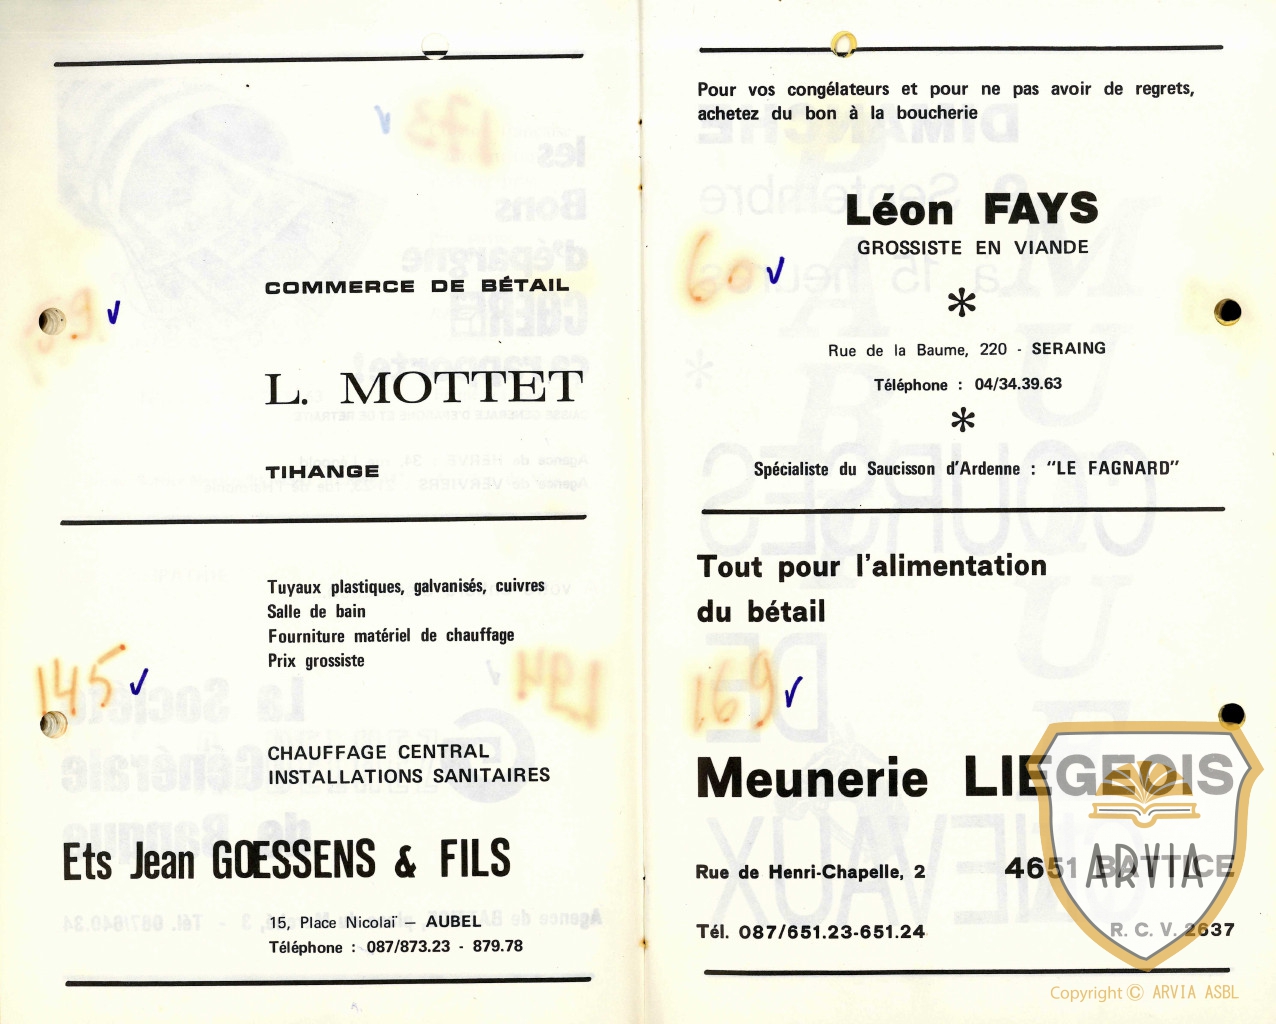 59 v
COMMERCE DE BÉTAIL
L. MOTTET
TIHANGE
Tuyaux plastiques, galvanisés, cuivres
Salle de bain
Fourniture matériel de chauffage
Prix grossiste
145 v
CHAUFFAGE CENTRAL
INSTALLATIONS SANITAIRES
Ets Jean GOESSENS & FILS
15, Place Nicolaï — AUBEL
Téléphone : 087/873.23 - 879.78
Pour vos congélateurs et pour ne pas avoir de regrets,
achetez du bon à la boucherie
Léon FAYS
GROSSISTE EN VIANDE
60 v
*
Rue de la Baume, 220 - SERAING
Téléphone : 04/34.39.63
*
Spécialiste du Saucisson d'Ardenne : "LE FAGNARD"
Tout pour l'alimentation
du bétail
169 v
Meunerie LIEGEOIS
Rue de Henri-Chapelle, 2 4651 BATTICE
Tél. 087/651.23-651.24 R. C. V. 2637
ARVIA
Copyright © ARVIA ASBL